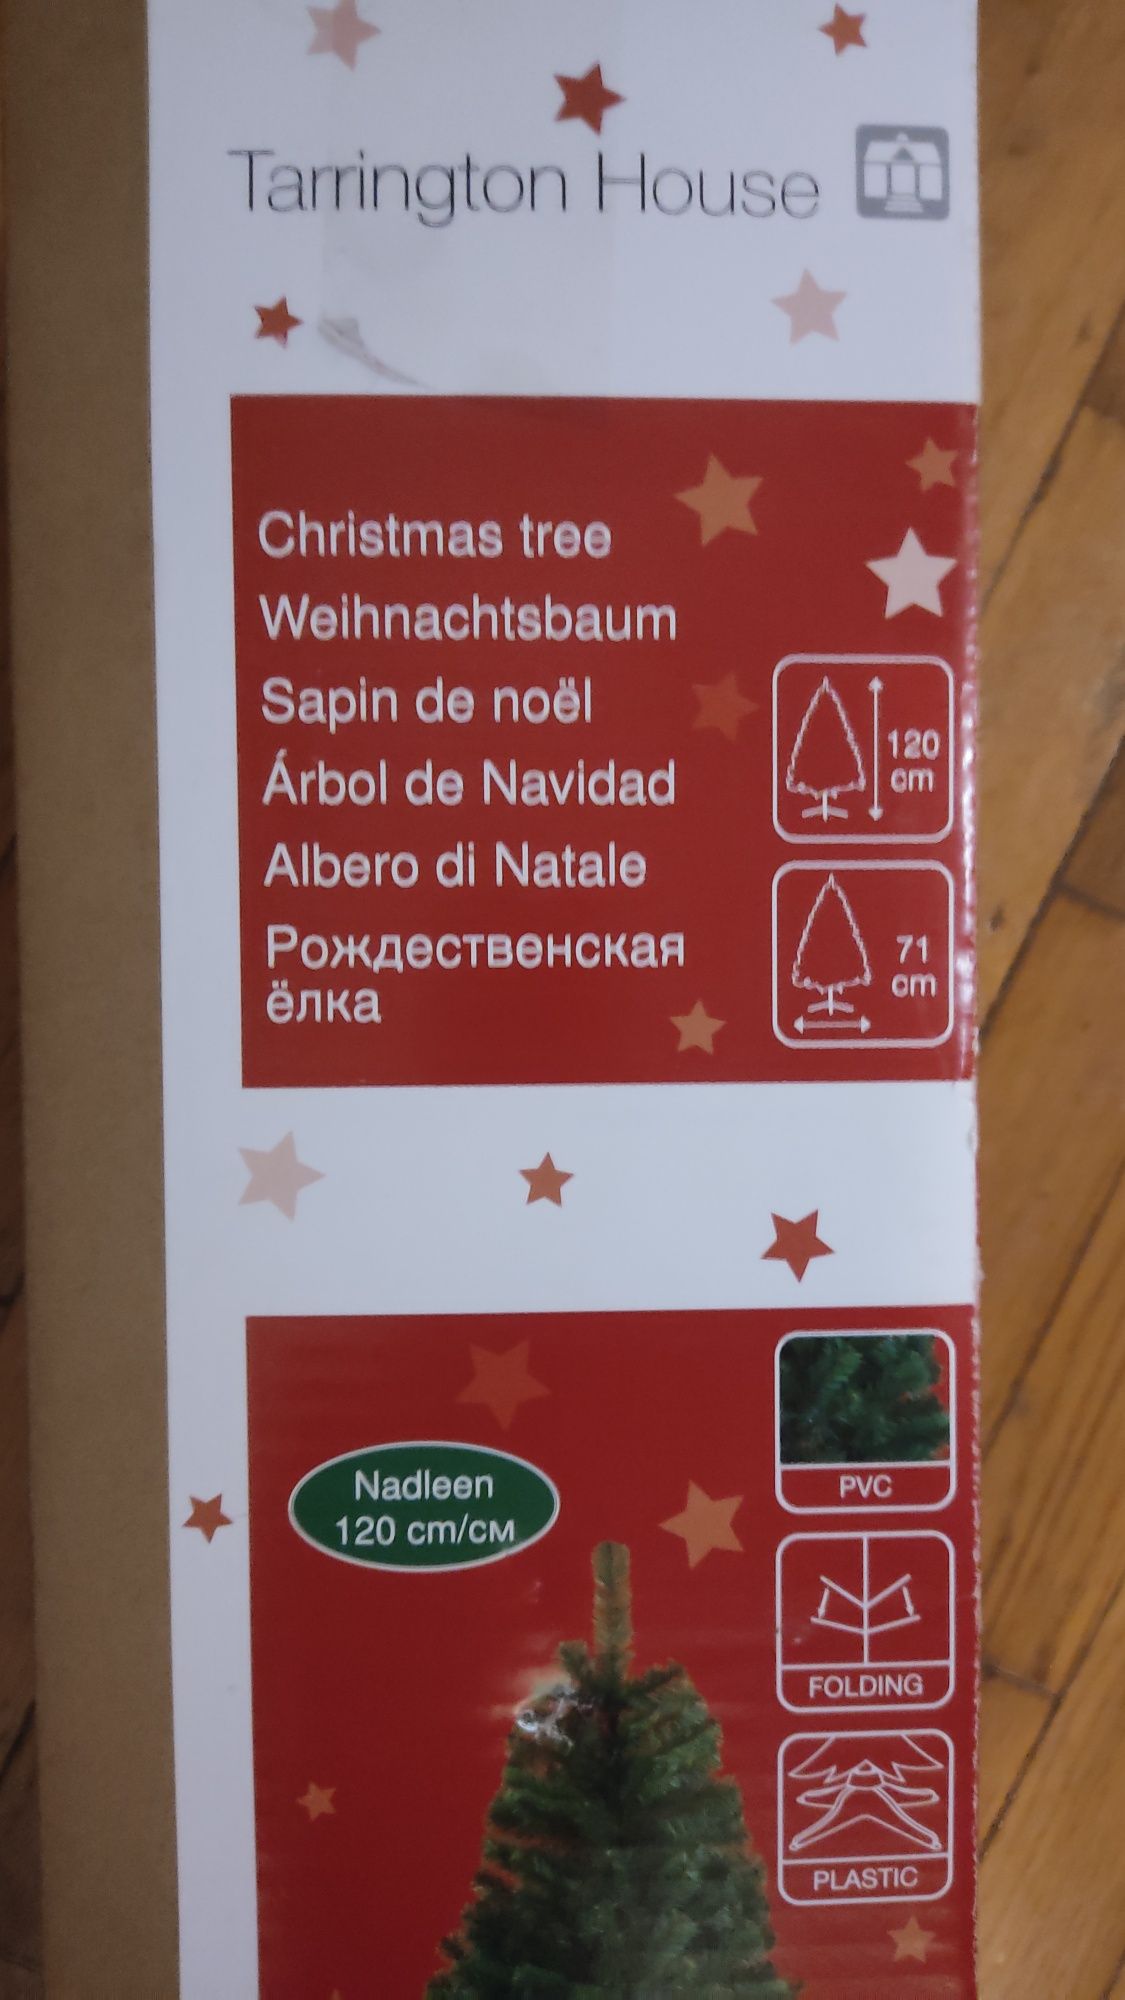 Tarrington House
Christmas tree
Weihnachtsbaum
Sapin de noël
Árbol de Navidad
Albero di Natale
Рождественская
ёлка
120
cm
71
cm
Nadleen
120 cm/см
PVC
FOLDING
PLASTIC